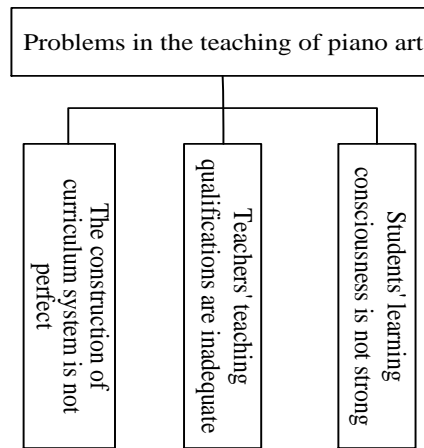 Problems in the teaching of piano art
The construction of
curriculum system is not
perfect
Teachers' teaching
qualifications are inadequate
Students' learning
consciousness is not strong